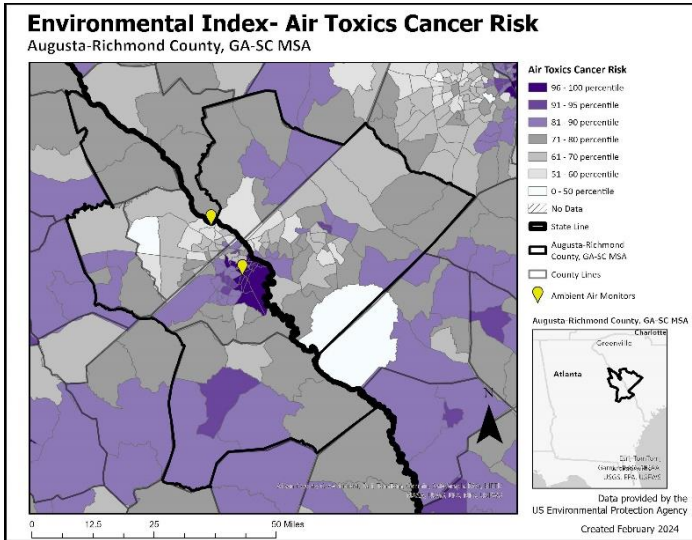 Environmental Index- Air Toxics Cancer Risk
Augusta-Richmond County, GA-SC MSA
N
0 12.5 25 50 Miles
Air Toxics Cancer Risk
96 - 100 percentile
91 - 95 percentile
81 - 90 percentile
71 - 80 percentile
61 - 70 percentile
51 - 60 percentile
0 - 50 percentile
No Data
State Line
Augusta-Richmond
County, GA-SC MSA
County Lines
Ambient Air Monitors
Augusta-Richmond County, GA-SC MSA
Charlotte
Greenville
Atlanta
USGS, EPA, USFWS
Data provided by the
US Environmental Protection Agency
Created February 2024